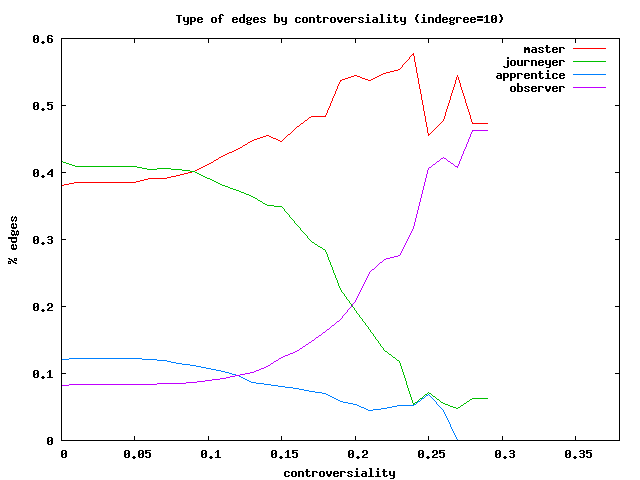 Type of edges by controversiality (indegree=10)
master
journeyer
apprentice
observer
% edges
0.6
0.5
0.4
0.3
0.2
0.1
0
0 0.05 0.1 0.15 0.2 0.25 0.3 0.35
controversiality